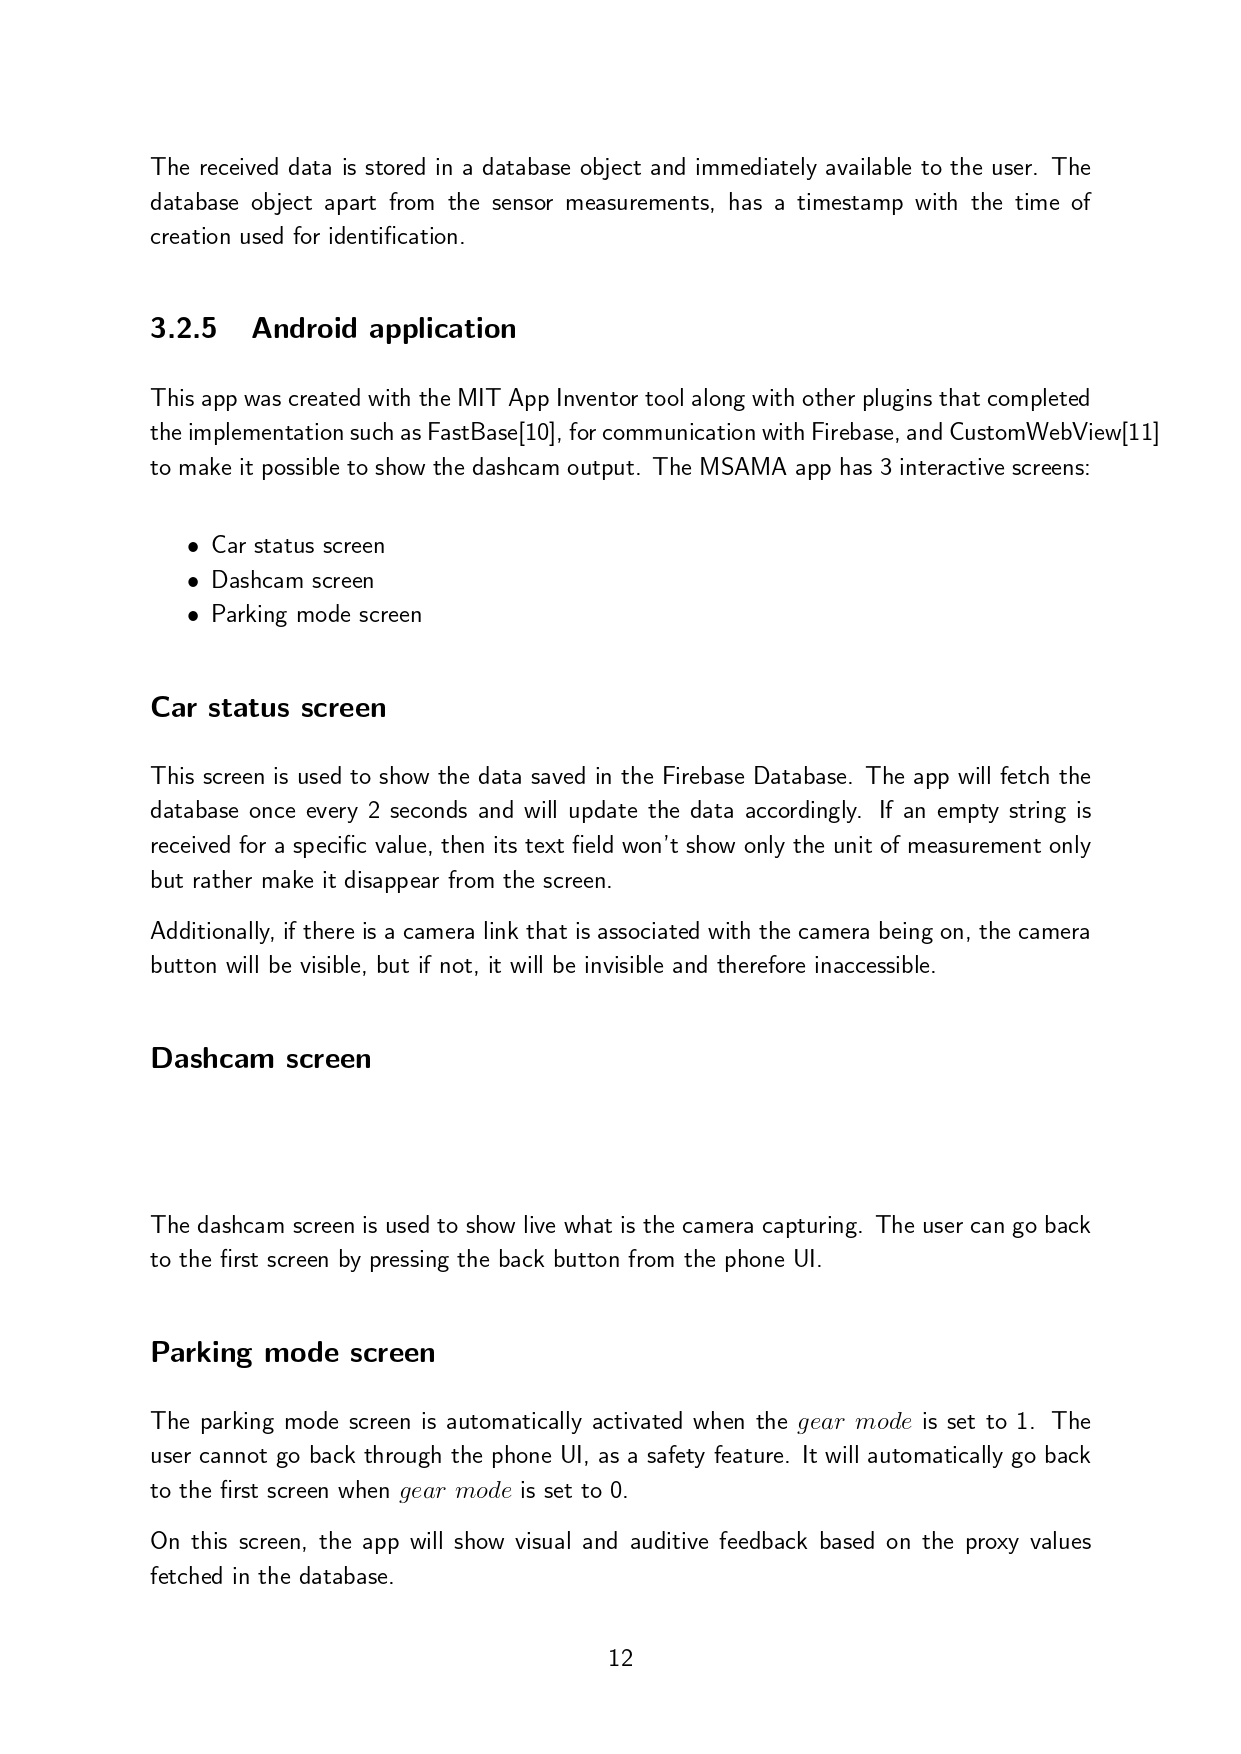 The received data is stored in a database object and immediately available to the user. The
database object apart from the sensor measurements, has a timestamp with the time of
creation used for identification.
3.2.5 Android application
This app was created with the MIT App Inventor tool along with other plugins that completed
the implementation such as FastBase[10], for communication with Firebase, and CustomWebView[11]
to make it possible to show the dashcam output. The MSAMA app has 3 interactive screens:
• Car status screen
• Dashcam screen
• Parking mode screen
Car status screen
This screen is used to show the data saved in the Firebase Database. The app will fetch the
database once every 2 seconds and will update the data accordingly. If an empty string is
received for a specific value, then its text field won't show only the unit of measurement only
but rather make it disappear from the screen.
Additionally, if there is a camera link that is associated with the camera being on, the camera
button will be visible, but if not, it will be invisible and therefore inaccessible.
Dashcam screen
The dashcam screen is used to show live what is the camera capturing. The user can go back
to the first screen by pressing the back button from the phone UI.
Parking mode screen
The parking mode screen is automatically activated when the gear mode is set to 1. The
user cannot go back through the phone UI, as a safety feature. It will automatically go back
to the first screen when gear mode is set to 0.
On this screen, the app will show visual and auditive feedback based on the proxy values
fetched in the database.
12